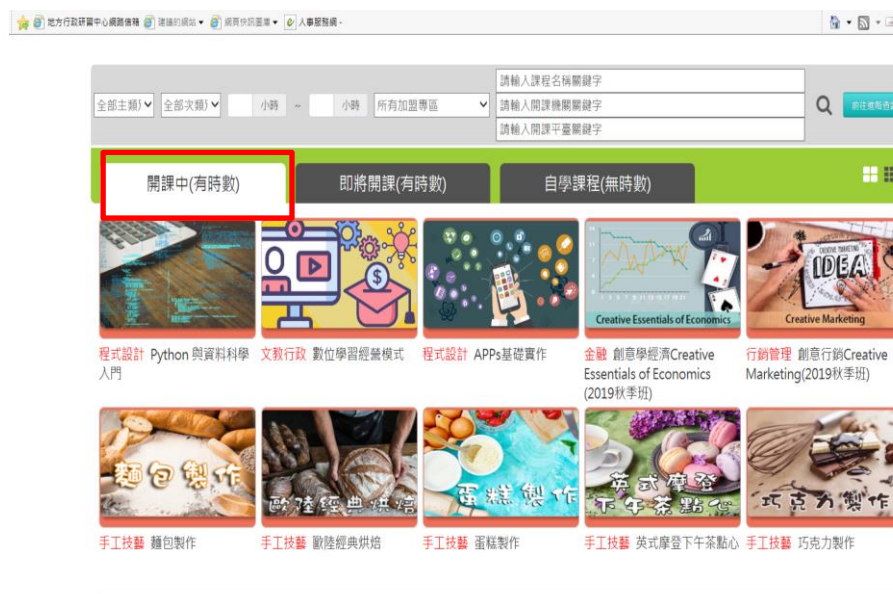 地方行政研習中心網路信箱 建議的網站 網頁快訊圖庫 人事服務網
請輸入課程名稱關鍵字
全部主類別 全部次類別 小時 ~ 小時 所有加盟專區 請輸入開課機關關鍵字
請輸入開課平臺關鍵字
開課中(有時數) 即將開課(有時數) 自學課程(無時數)
CREATIVE MARKETING
IDEA
Creative Essentials of Economics Creative Marketing
程式設計 Python 與資料科學入門
文教行政 數位學習經營模式
程式設計 APPs基礎實作
金融 創意學經濟Creative
Essentials of Economics
(2019秋季班)
行銷管理 創意行銷Creative
Marketing(2019秋季班)
麵包製作 歐陸經典烘焙 蛋糕製作 英式摩登 巧克力製作
下午茶點心
手工技藝 麵包製作 手工技藝 歐陸經典烘焙 手工技藝 蛋糕製作 手工技藝 英式摩登下午茶點心 手工技藝 巧克力製作